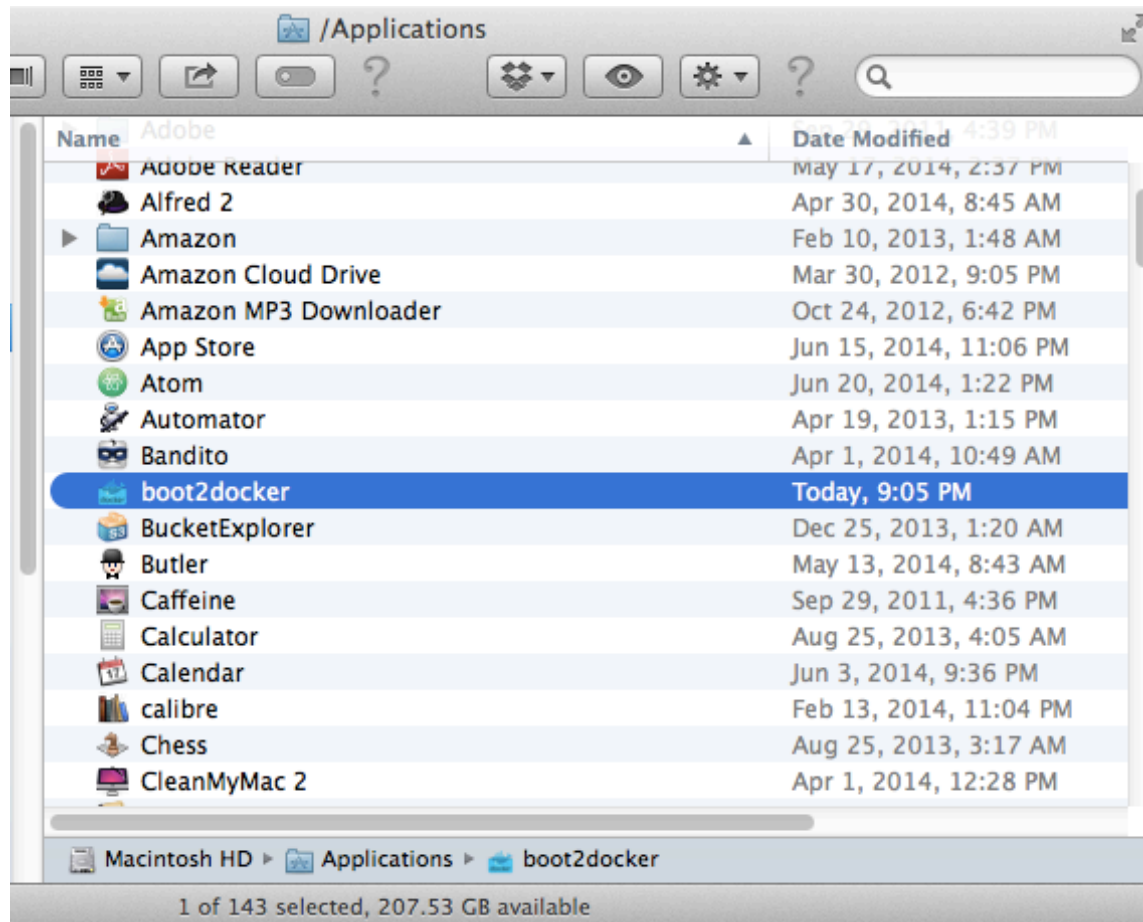 /Applications
Name Date Modified
Adobe Sep 29, 2011, 4:39 PM
Adobe Reader May 17, 2014, 2:37 PM
Alfred 2 Apr 30, 2014, 8:45 AM
Amazon Feb 10, 2013, 1:48 AM
Amazon Cloud Drive Mar 30, 2012, 9:05 PM
Amazon MP3 Downloader Oct 24, 2012, 6:42 PM
App Store Jun 15, 2014, 11:06 PM
Atom Jun 20, 2014, 1:22 PM
Automator Apr 19, 2013, 1:15 PM
Bandito Apr 1, 2014, 10:49 AM
boot2docker Today, 9:05 PM
BucketExplorer Dec 25, 2013, 1:20 AM
Butler May 13, 2014, 8:43 AM
Caffeine Sep 29, 2011, 4:36 PM
Calculator Aug 25, 2013, 4:05 AM
Calendar Jun 3, 2014, 9:36 PM
calibre Feb 13, 2014, 11:04 PM
Chess Aug 25, 2013, 3:17 AM
CleanMyMac 2 Apr 1, 2014, 12:28 PM
Macintosh HD ▸ Applications ▸ boot2docker
1 of 143 selected, 207.53 GB available